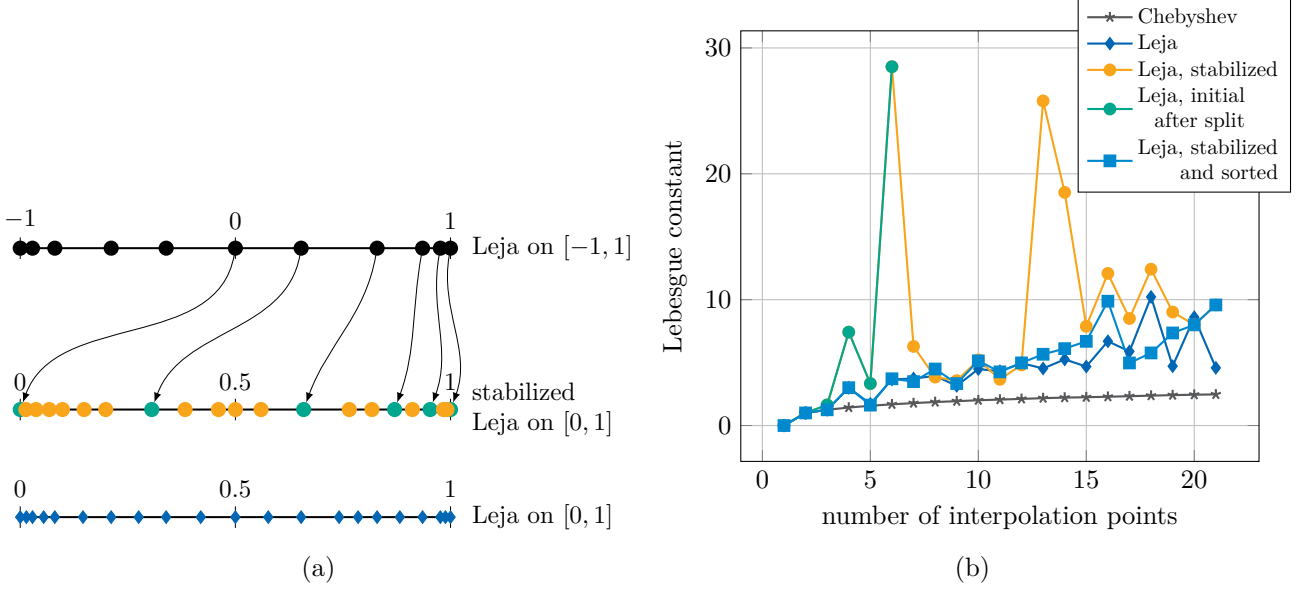 −1
0
1
Leja on [−1, 1]
0
0.5
1
stabilized
Leja on [0, 1]
0
0.5
1
Leja on [0, 1]
(a)
Chebyshev
Leja
Leja, stabilized
Leja, initial
after split
Leja, stabilized
and sorted
30
20
10
0
Lebesgue constant
0
5
10
15
20
number of interpolation points
(b)